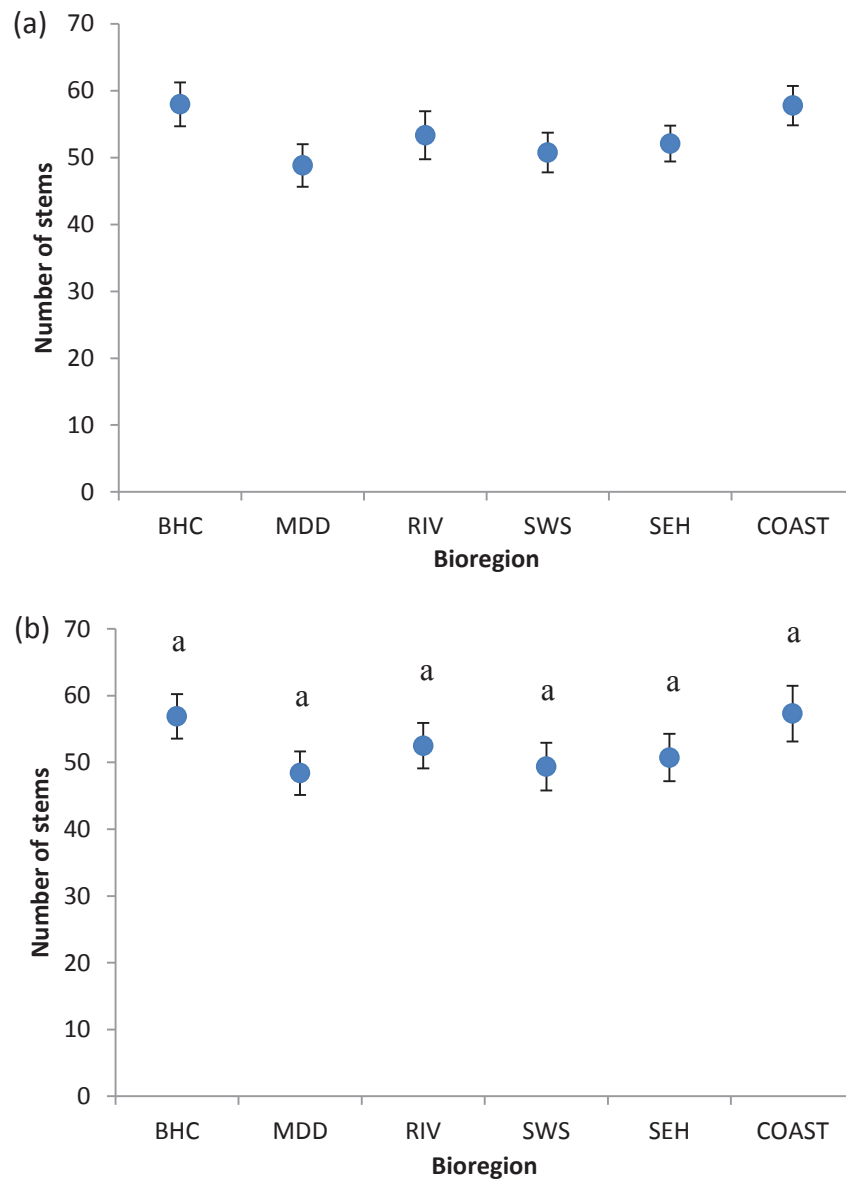 (a)
Number of stems
70
60
50
40
30
20
10
0
BHC MDD RIV SWS SEH COAST
Bioregion
(b)
Number of stems
70
60
50
40
30
20
10
0
a a a a a a
BHC MDD RIV SWS SEH COAST
Bioregion